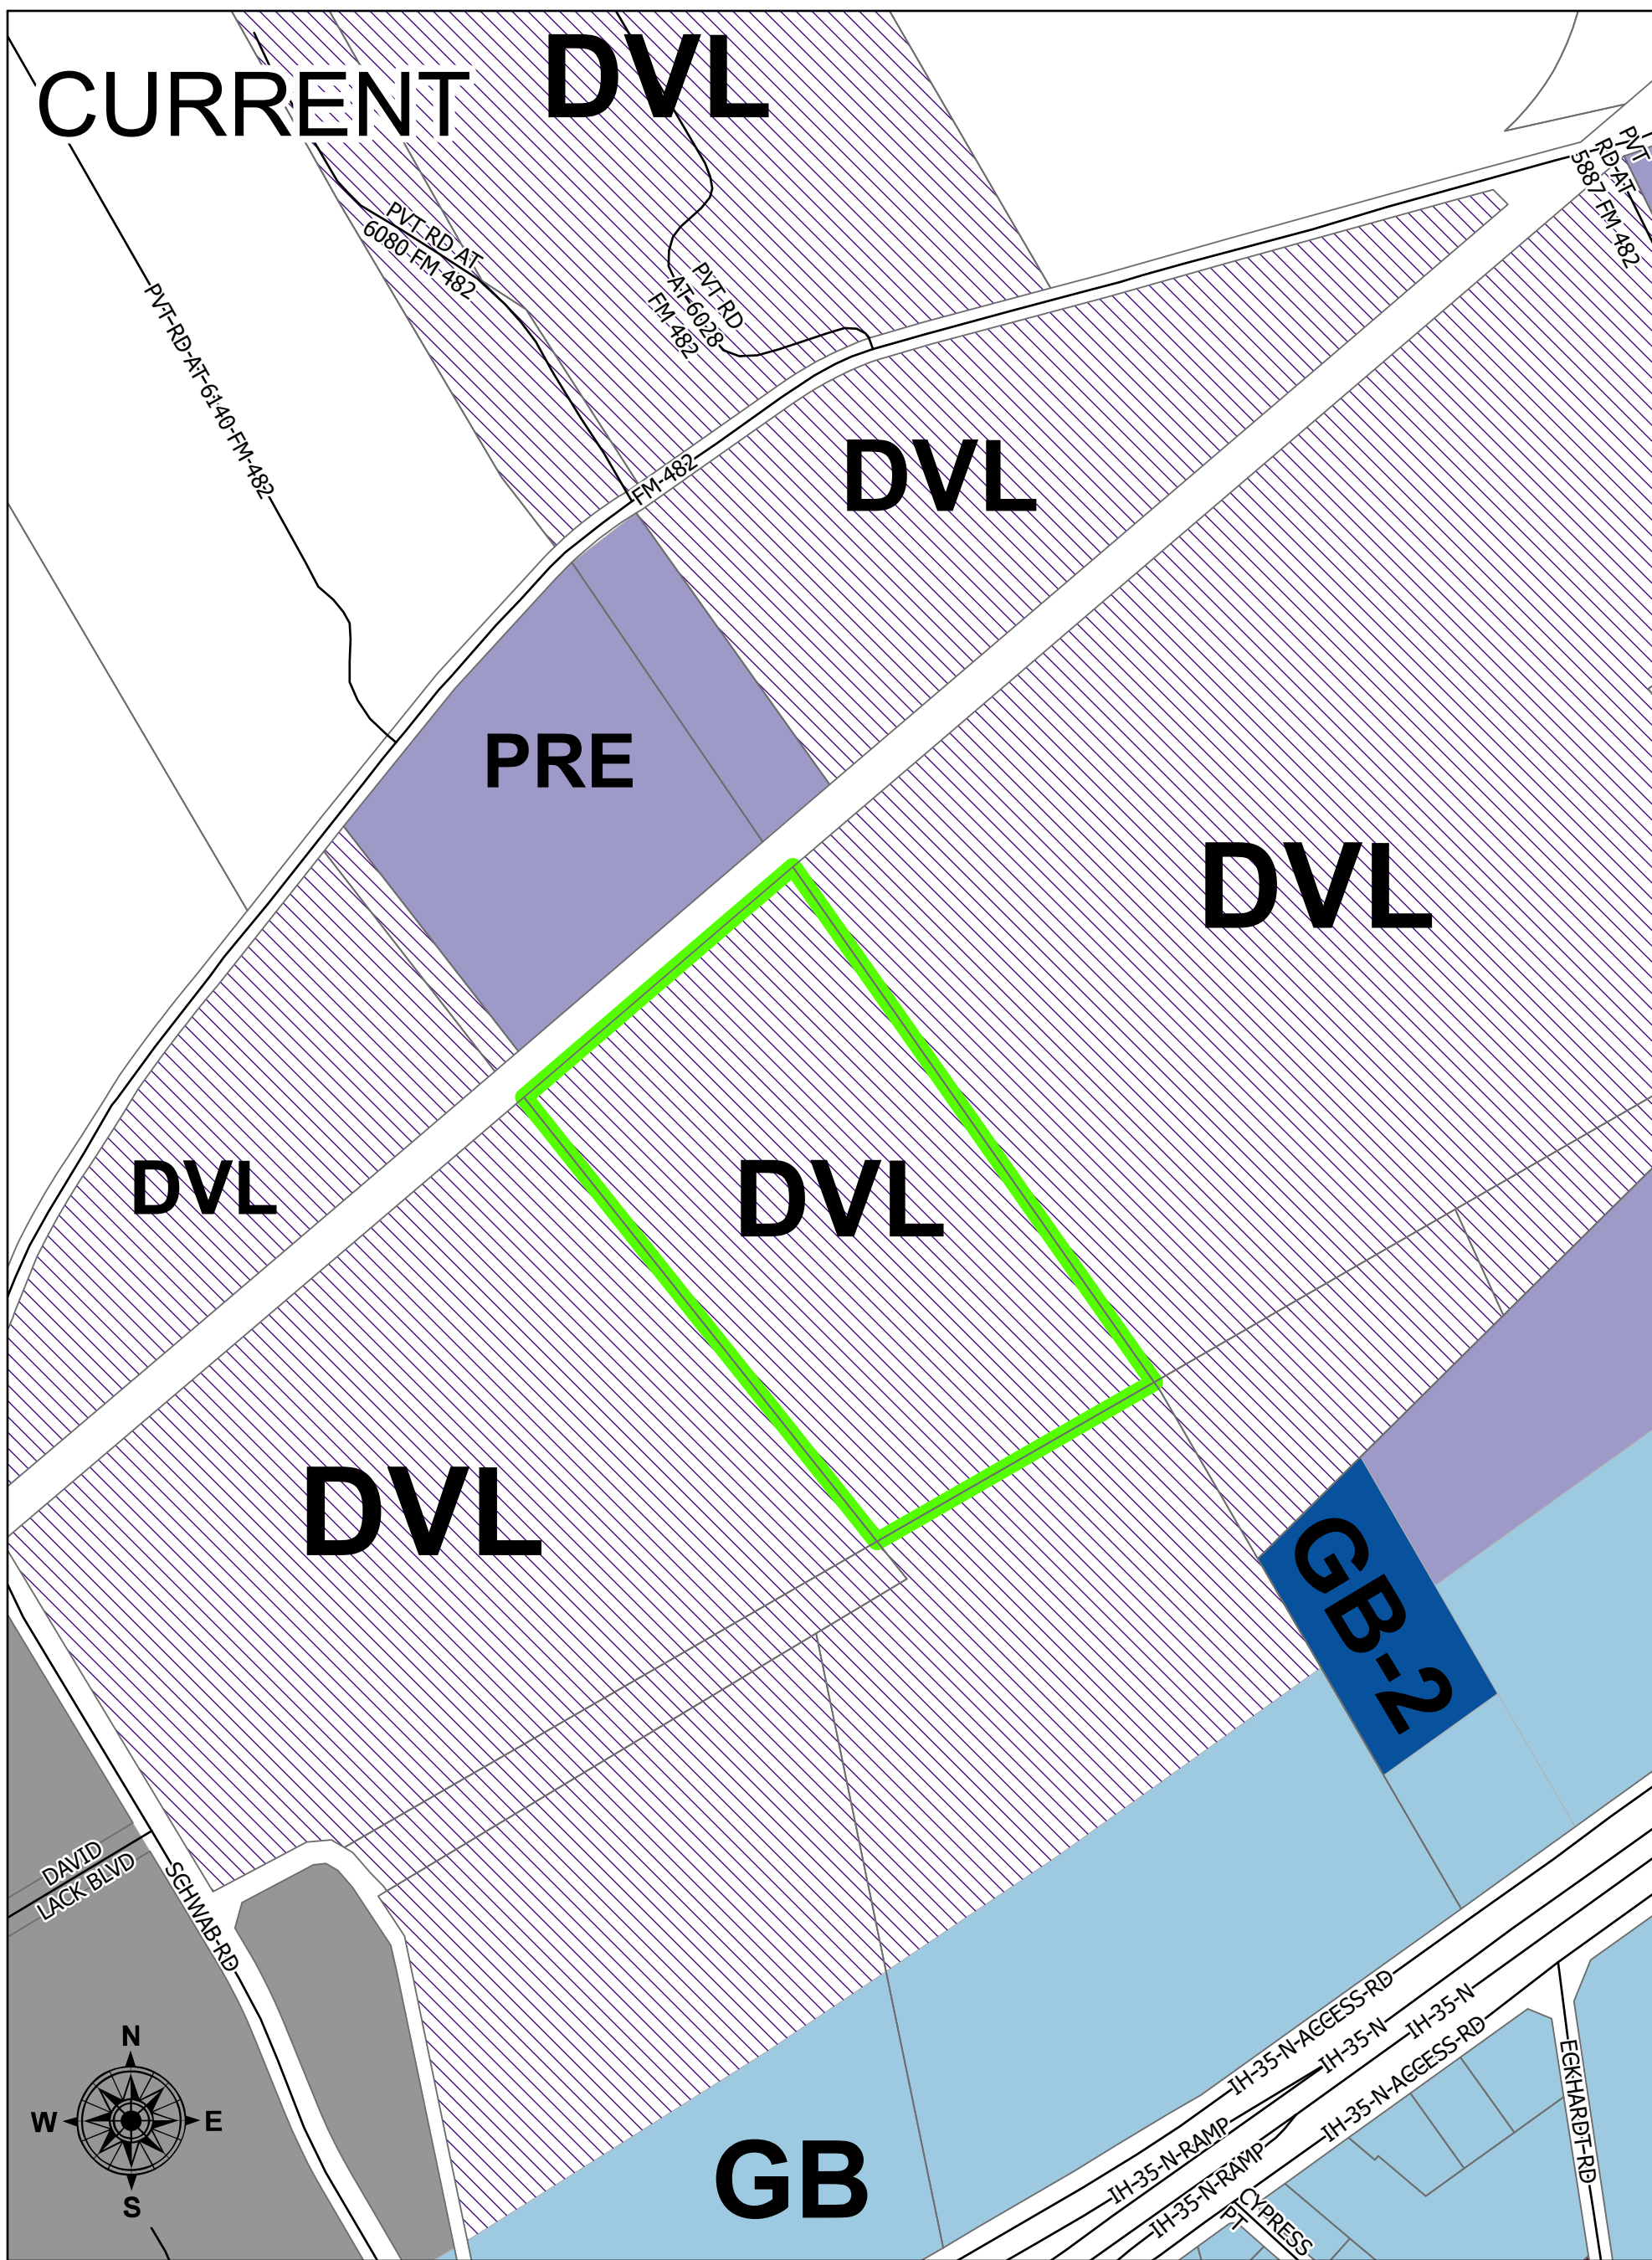 DVL
CURRENT
PVT
RD-AT
5887 FM-482
PVT RD AT
6080-FM-482
PVT RD
AT-6028
FM 482
PVT-RD-AT-6140-FM-482
FM-482
DVL
PRE
DVL
DVL
DVL
DVL
GB-2
DAVID
LACK BLVD
SCHWAB-RD
IH-35-N-ACCESS-RD
IH-35-N
IH-35-N
IH-35-N-ACCESS-RD
IH-35-N-RAMP
IH-35-N-RAMP
ECKHARDT-RD
CYPRESS
PT
GB
N
W
E
S